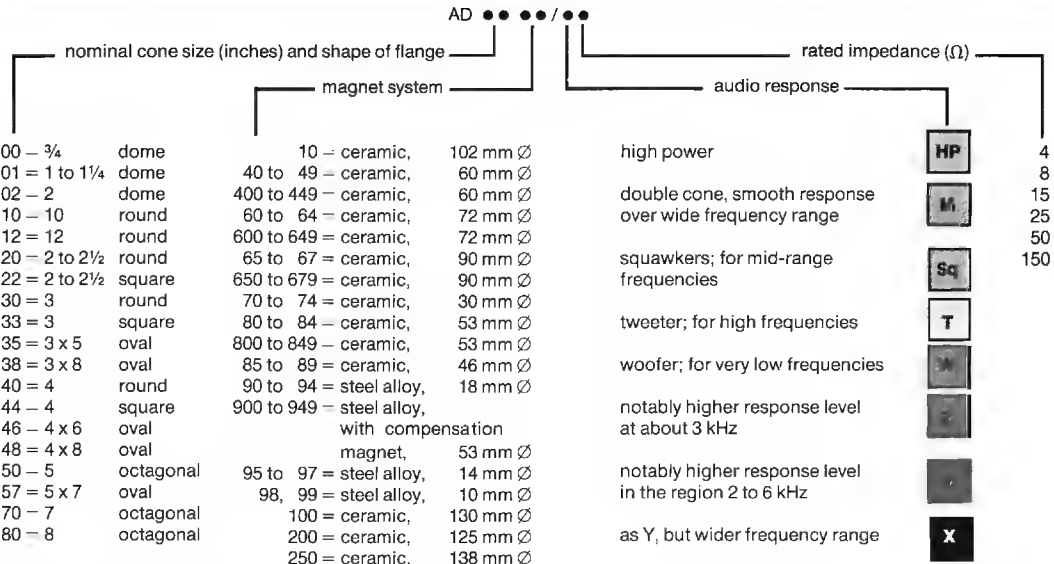 AD ●● ●●/●●
nominal cone size (inches) and shape of flange
rated impedance (Ω)
magnet system
audio response
00 – ¾ dome
01 = 1 to 1¼ dome
02 – 2 dome
10 – 10 round
12 = 12 round
20 – 2 to 2½ round
22 = 2 to 2½ square
30 = 3 round
33 = 3 square
35 = 3 x 5 oval
38 = 3 x 8 oval
40 = 4 round
44 – 4 square
46 – 4 x 6 oval
48 = 4 x 8 oval
50 – 5 octagonal
57 = 5 x 7 oval
70 – 7 octagonal
80 – 8 octagonal
10 – ceramic, 102 mm ∅
40 to 49 – ceramic, 60 mm ∅
400 to 449 – ceramic, 60 mm ∅
60 to 64 – ceramic, 72 mm ∅
600 to 649 = ceramic, 72 mm ∅
65 to 67 = ceramic, 90 mm ∅
650 to 679 = ceramic, 90 mm ∅
70 to 74 = ceramic, 30 mm ∅
80 to 84 – ceramic, 53 mm ∅
800 to 849 – ceramic, 53 mm ∅
85 to 89 = ceramic, 46 mm ∅
90 to 94 = steel alloy, 18 mm ∅
900 to 949 – steel alloy,
with compensation
magnet, 53 mm ∅
95 to 97 = steel alloy, 14 mm ∅
98, 99 = steel alloy, 10 mm ∅
100 = ceramic, 130 mm ∅
200 = ceramic, 125 mm ∅
250 = ceramic, 138 mm ∅
high power HP
double cone, smooth response
over wide frequency range M
squawkers; for mid-range
frequencies Sq
tweeter; for high frequencies T
woofer; for very low frequencies
notably higher response level
at about 3 kHz
notably higher response level
in the region 2 to 6 kHz
as Y, but wider frequency range X
4
8
15
25
50
150